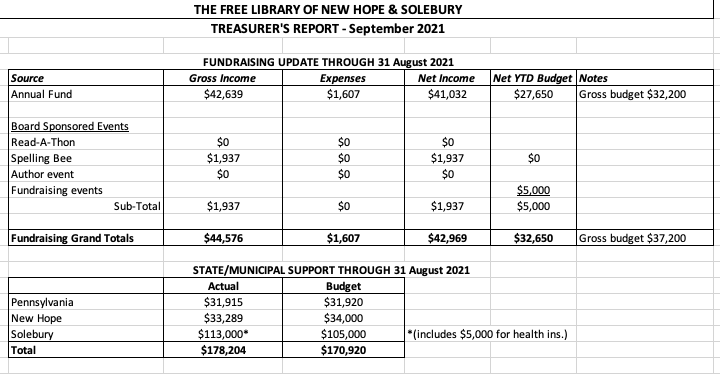 THE FREE LIBRARY OF NEW HOPE & SOLEBURY
TREASURER'S REPORT - September 2021
FUNDRAISING UPDATE THROUGH 31 August 2021
Source Gross Income Expenses Net Income Net YTD Budget Notes
Annual Fund $42,639 $1,607 $41,032 $27,650 Gross budget $32,200
Board Sponsored Events
Read-A-Thon $0 $0 $0
Spelling Bee $1,937 $0 $1,937 $0
Author event $0 $0 $0
Fundraising events $5,000
Sub-Total $1,937 $0 $1,937 $5,000
Fundraising Grand Totals $44,576 $1,607 $42,969 $32,650 Gross budget $37,200
STATE/MUNICIPAL SUPPORT THROUGH 31 August 2021
Actual Budget
Pennsylvania $31,915 $31,920
New Hope $33,289 $34,000
Solebury $113,000* $105,000 *(includes $5,000 for health ins.)
Total $178,204 $170,920